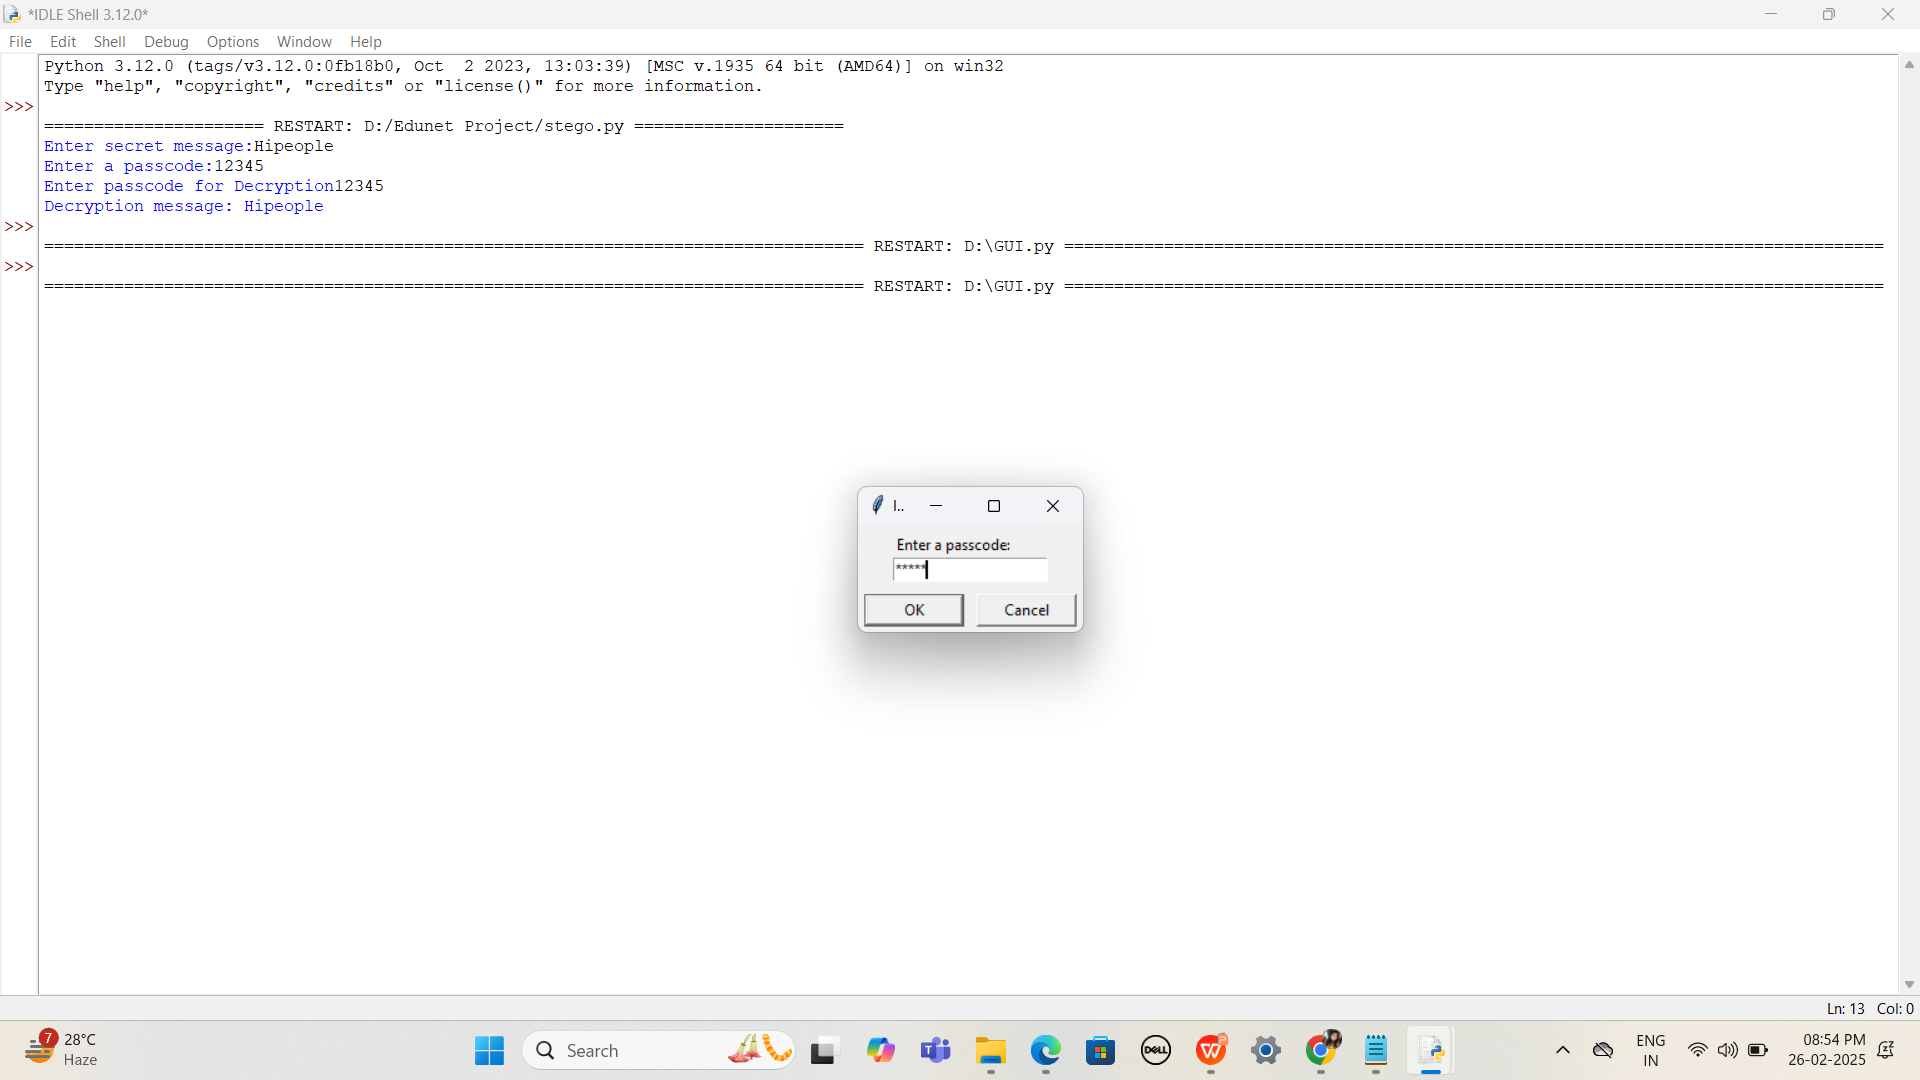 *IDLE Shell 3.12.0*
File Edit Shell Debug Options Window Help
Python 3.12.0 (tags/v3.12.0:0fb18b0, Oct  2 2023, 13:03:39) [MSC v.1935 64 bit (AMD64)] on win32
Type "help", "copyright", "credits" or "license()" for more information.
>>>
====================== RESTART: D:/Edunet Project/stego.py =====================
Enter secret message:Hipeople
Enter a passcode:12345
Enter passcode for Decryption12345
Decryption message: Hipeople
>>>
================================================================================== RESTART: D:\GUI.py ==================================================================================
>>>
================================================================================== RESTART: D:\GUI.py ==================================================================================
I..
Enter a passcode:
*****
OK Cancel
Ln: 13 Col: 0
7
28°C
Haze
Search
DELL
ENG
IN
08:54 PM
26-02-2025